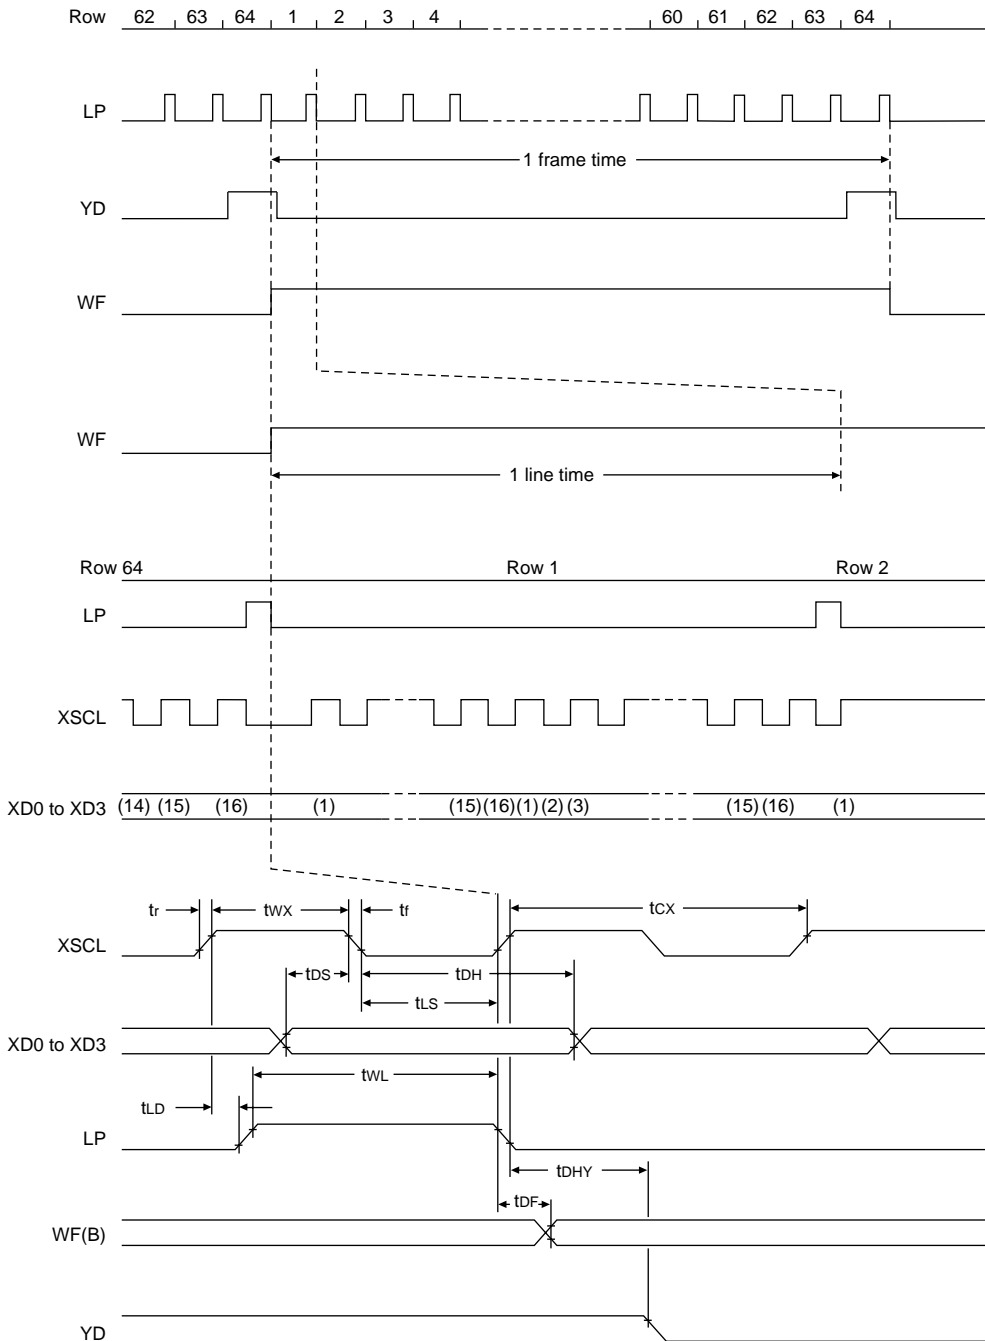 Row 62 63 64 1 2 3 4 60 61 62 63 64
LP
1 frame time
YD
WF
WF
1 line time
Row 64 Row 1 Row 2
LP
XSCL
XD0 to XD3 (14) (15) (16) (1) (15) (16) (1) (2) (3) (15) (16) (1)
tr tWX tf tCX
XSCL
tDS tDH
tLS
XD0 to XD3
tWL
tLD
LP
tDHY
tDF
WF(B)
YD